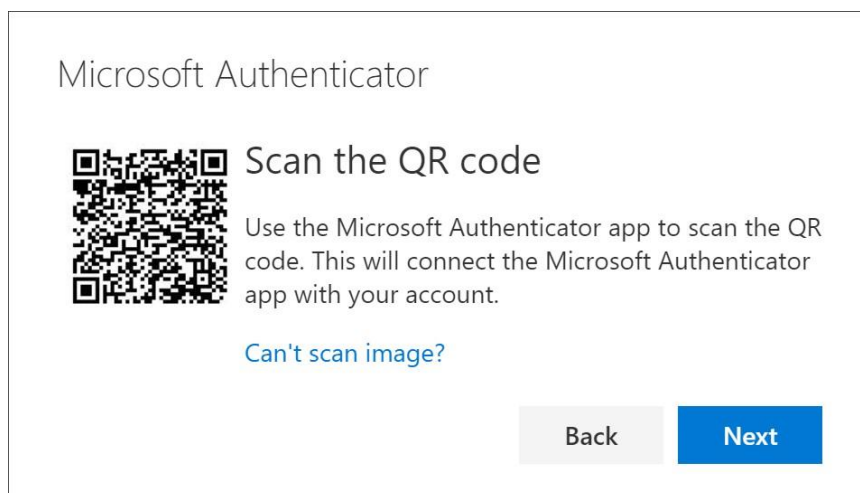 Microsoft Authenticator
Scan the QR code
Use the Microsoft Authenticator app to scan the QR
code. This will connect the Microsoft Authenticator
app with your account.
Can't scan image?
Back
Next